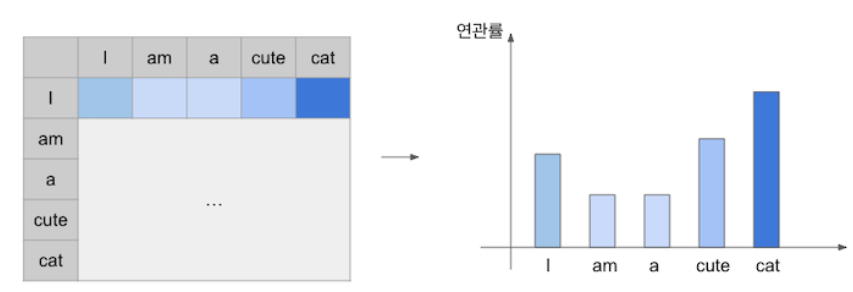 I am a cute cat
I
am
a
cute
cat
...
연관률
I am a cute cat